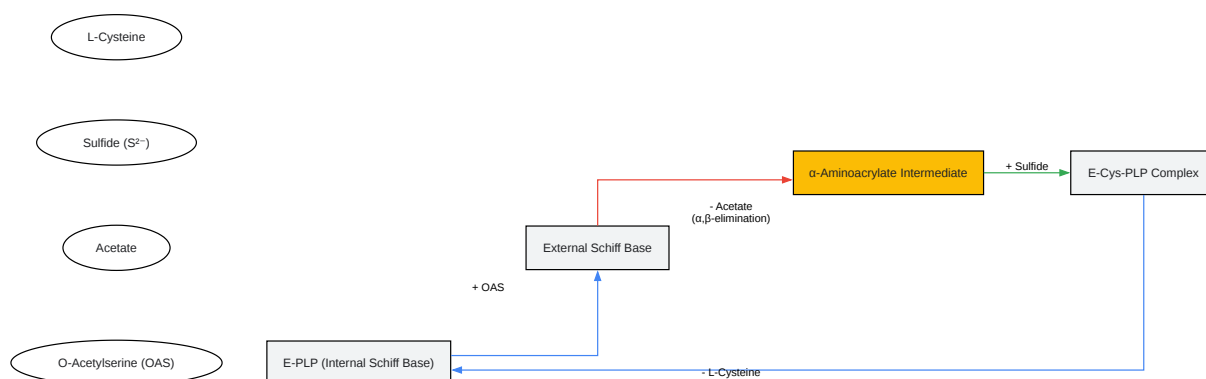 L-Cysteine
Sulfide (S²⁻)
α-Aminoacrylate Intermediate
+ Sulfide
E-Cys-PLP Complex
- Acetate
(α,β-elimination)
Acetate
External Schiff Base
+ OAS
O-Acetylserine (OAS)
E-PLP (Internal Schiff Base)
- L-Cysteine